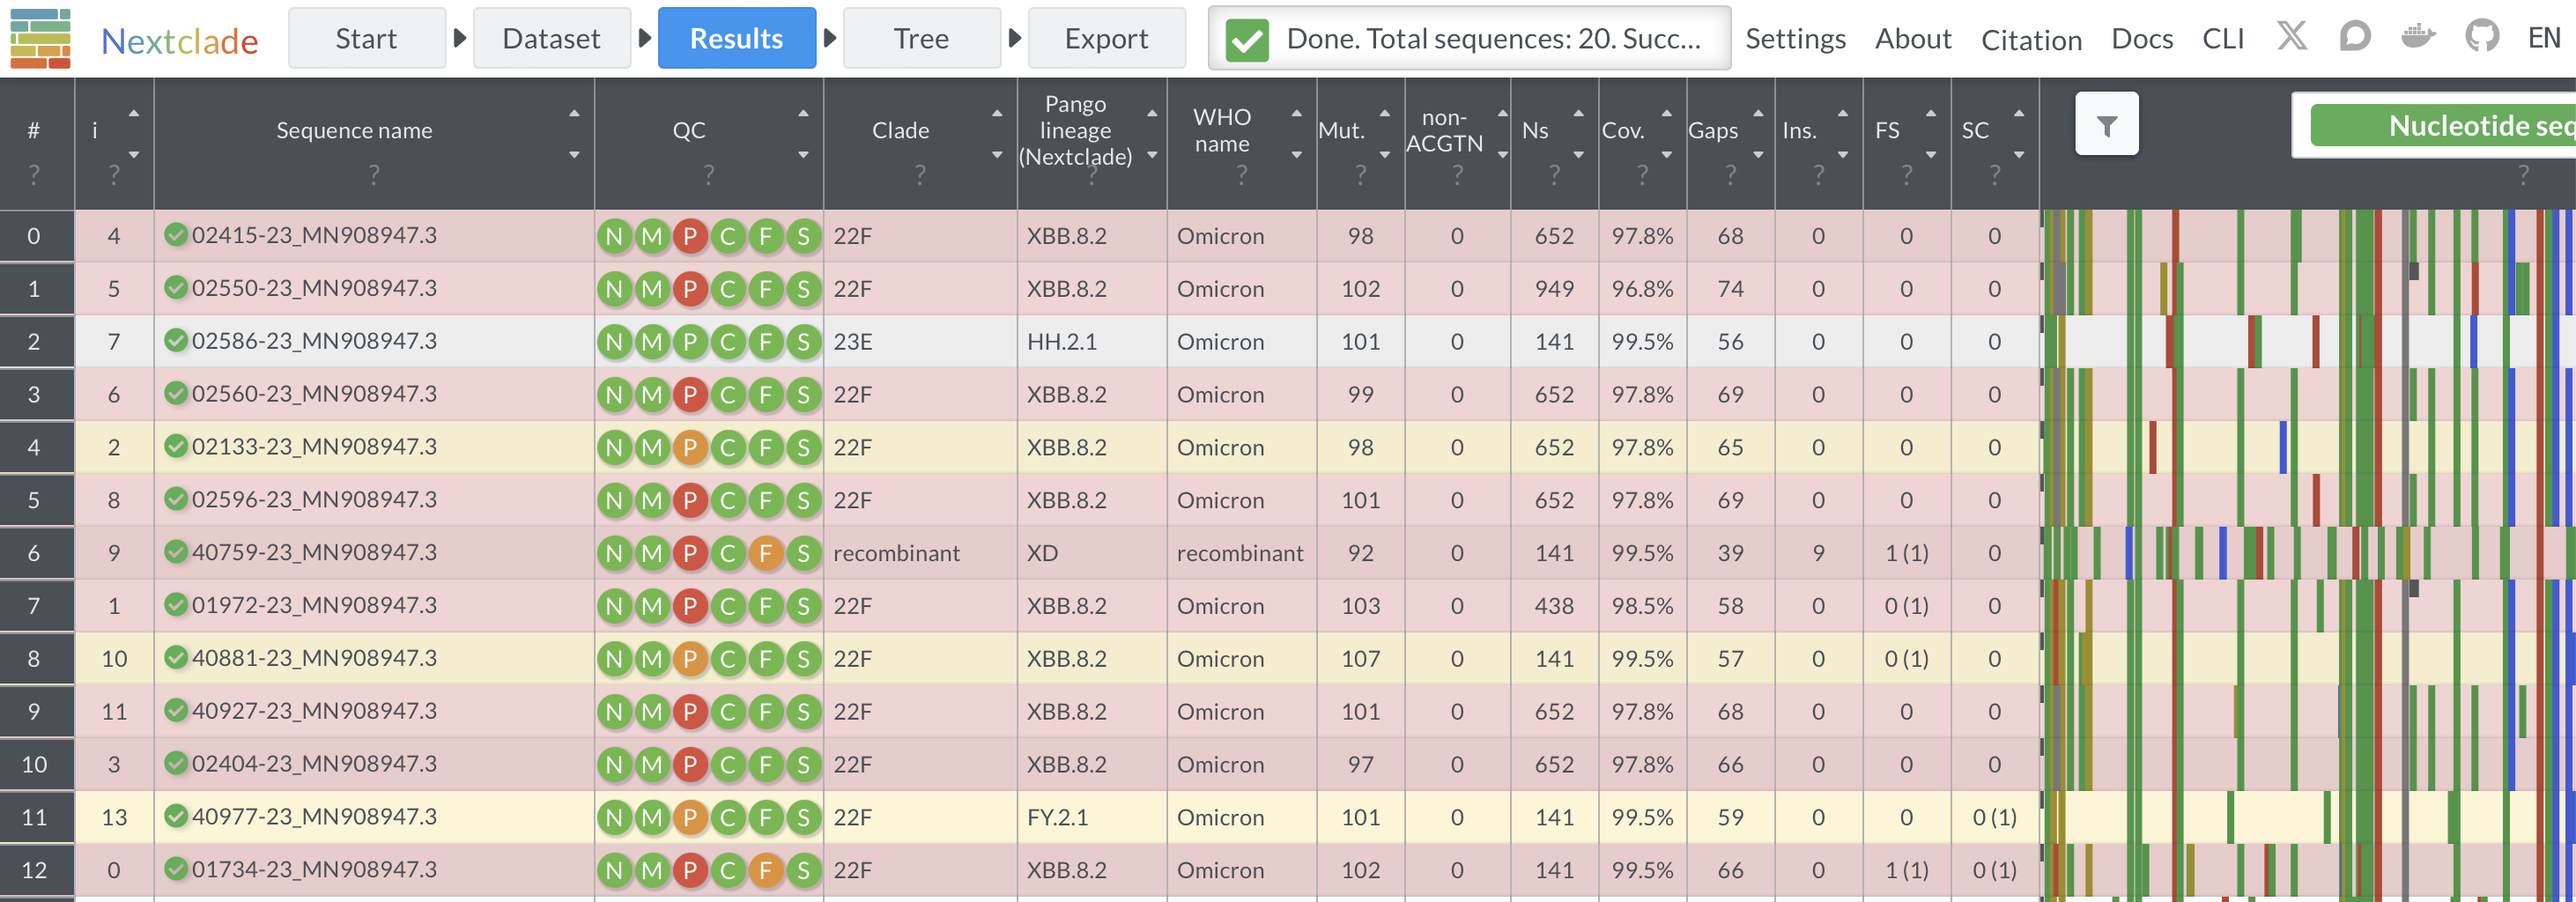 Nextclade Start Dataset Results Tree Export Done. Total sequences: 20. Succ... Settings About Citation Docs CLI EN
# i Sequence name QC Clade Pango lineage (Nextclade) WHO name Mut. non-ACGTN Ns Cov. Gaps Ins. FS SC Nucleotide seq
? ? ? ? ? ? ? ? ? ? ? ? ? ? ? ?
0 4 02415-23_MN908947.3 N M P C F S 22F XBB.8.2 Omicron 98 0 652 97.8% 68 0 0 0
1 5 02550-23_MN908947.3 N M P C F S 22F XBB.8.2 Omicron 102 0 949 96.8% 74 0 0 0
2 7 02586-23_MN908947.3 N M P C F S 23E HH.2.1 Omicron 101 0 141 99.5% 56 0 0 0
3 6 02560-23_MN908947.3 N M P C F S 22F XBB.8.2 Omicron 99 0 652 97.8% 69 0 0 0
4 2 02133-23_MN908947.3 N M P C F S 22F XBB.8.2 Omicron 98 0 652 97.8% 65 0 0 0
5 8 02596-23_MN908947.3 N M P C F S 22F XBB.8.2 Omicron 101 0 652 97.8% 69 0 0 0
6 9 40759-23_MN908947.3 N M P C F S recombinant XD recombinant 92 0 141 99.5% 39 9 1 (1) 0
7 1 01972-23_MN908947.3 N M P C F S 22F XBB.8.2 Omicron 103 0 438 98.5% 58 0 0 (1) 0
8 10 40881-23_MN908947.3 N M P C F S 22F XBB.8.2 Omicron 107 0 141 99.5% 57 0 0 (1) 0
9 11 40927-23_MN908947.3 N M P C F S 22F XBB.8.2 Omicron 101 0 652 97.8% 68 0 0 0
10 3 02404-23_MN908947.3 N M P C F S 22F XBB.8.2 Omicron 97 0 652 97.8% 66 0 0 0
11 13 40977-23_MN908947.3 N M P C F S 22F FY.2.1 Omicron 101 0 141 99.5% 59 0 0 0 (1)
12 0 01734-23_MN908947.3 N M P C F S 22F XBB.8.2 Omicron 102 0 141 99.5% 66 0 1 (1) 0 (1)